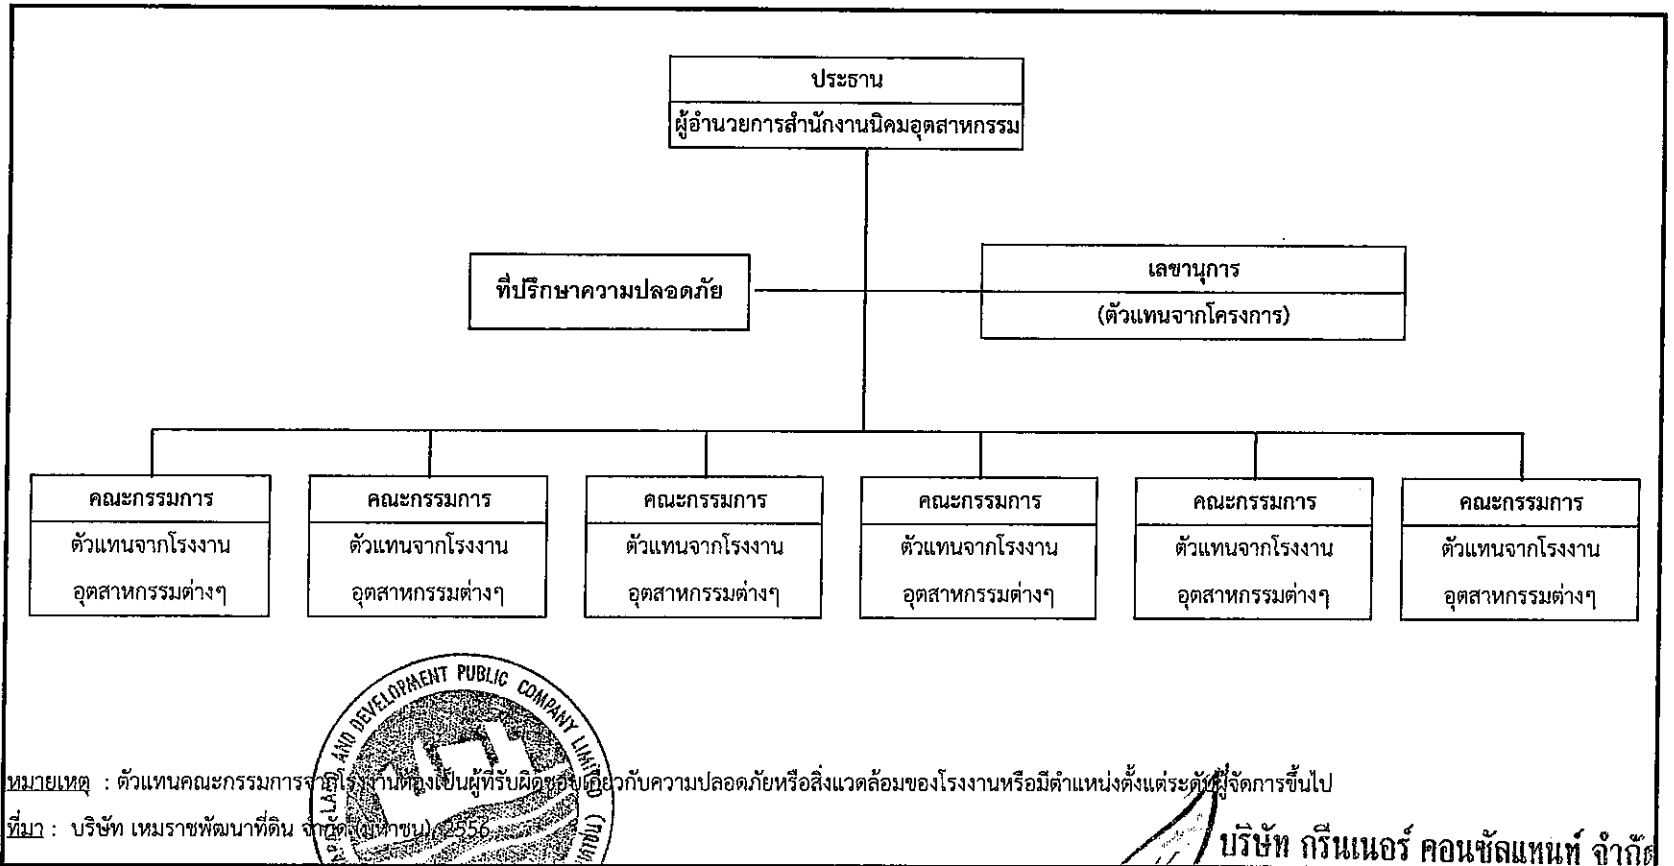 ประธาน
ผู้อำนวยการสำนักงานนิคมอุตสาหกรรม
ที่ปรึกษาความปลอดภัย
เลขานุการ
(ตัวแทนจากโครงการ)
คณะกรรมการ
ตัวแทนจากโรงงาน
อุตสาหกรรมต่างๆ
คณะกรรมการ
ตัวแทนจากโรงงาน
อุตสาหกรรมต่างๆ
คณะกรรมการ
ตัวแทนจากโรงงาน
อุตสาหกรรมต่างๆ
คณะกรรมการ
ตัวแทนจากโรงงาน
อุตสาหกรรมต่างๆ
คณะกรรมการ
ตัวแทนจากโรงงาน
อุตสาหกรรมต่างๆ
คณะกรรมการ
ตัวแทนจากโรงงาน
อุตสาหกรรมต่างๆ
LAND AND DEVELOPMENT PUBLIC COMPANY LIMITED
หมายเหตุ : ตัวแทนคณะกรรมการจากโรงงานต้องเป็นผู้ที่รับผิดชอบเกี่ยวกับความปลอดภัยหรือสิ่งแวดล้อมของโรงงานหรือมีตำแหน่งตั้งแต่ระดับผู้จัดการขึ้นไป
ที่มา : บริษัท เหมราชพัฒนาที่ดิน จำกัด (มหาชน), 2556
บริษัท กรีนเนอร์ คอนซัลแทนท์ จำกัด